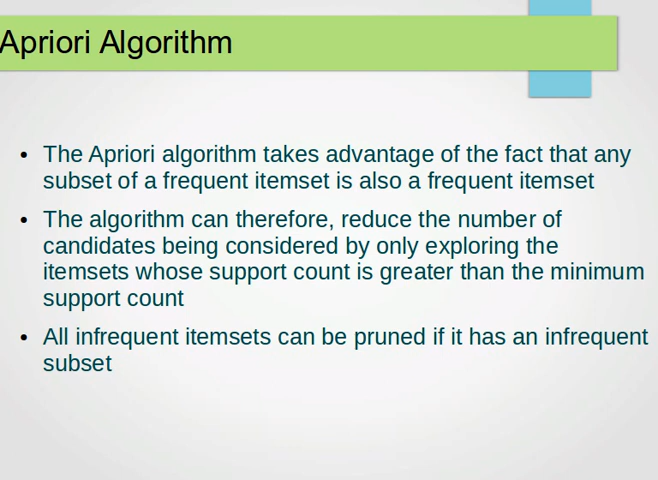 Apriori Algorithm
• The Apriori algorithm takes advantage of the fact that any
subset of a frequent itemset is also a frequent itemset
• The algorithm can therefore, reduce the number of
candidates being considered by only exploring the
itemsets whose support count is greater than the minimum
support count
• All infrequent itemsets can be pruned if it has an infrequent
subset